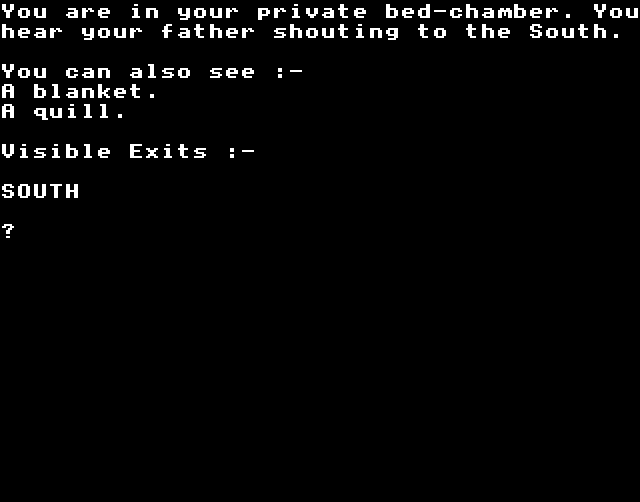 You are in your private bed-chamber. You
hear your father shouting to the South.
You can also see :-
A blanket.
A quill.
Visible Exits :-
SOUTH
?